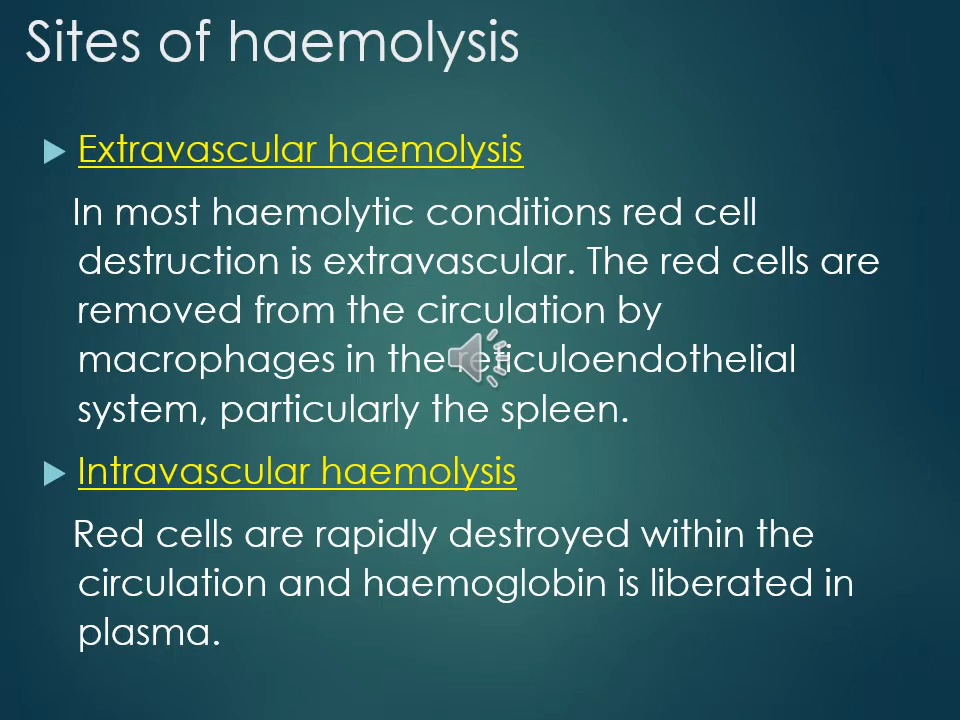 Sites of haemolysis
Extravascular haemolysis
In most haemolytic conditions red cell
destruction is extravascular. The red cells are
removed from the circulation by
macrophages in the reticuloendothelial
system, particularly the spleen.
Intravascular haemolysis
Red cells are rapidly destroyed within the
circulation and haemoglobin is liberated in
plasma.